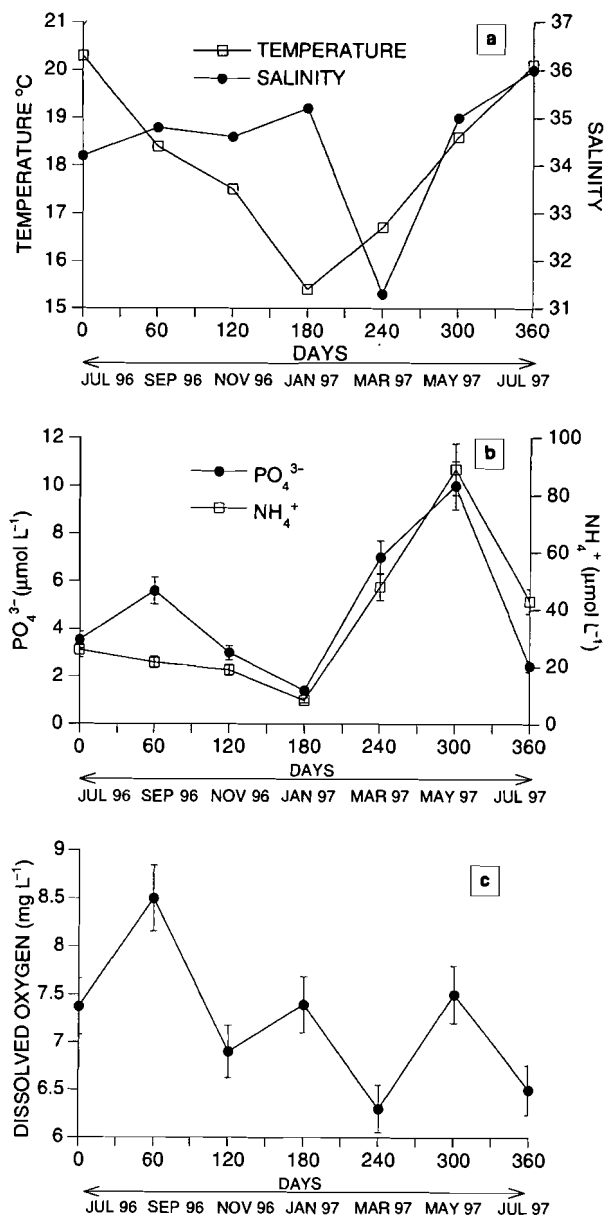 a
TEMPERATURE
SALINITY
TEMPERATURE ºC
21
20
19
18
17
16
15
SALINITY
37
36
35
34
33
32
31
0 60 120 180 240 300 360
DAYS
JUL 96 SEP 96 NOV 96 JAN 97 MAR 97 MAY 97 JUL 97
b
PO₄³⁻
NH₄⁺
PO₄³⁻ (μmol L⁻¹)
12
10
8
6
4
2
0
NH₄⁺ (μmol L⁻¹)
100
80
60
40
20
0
0 60 120 180 240 300 360
DAYS
JUL 96 SEP 96 NOV 96 JAN 97 MAR 97 MAY 97 JUL 97
c
DISSOLVED OXYGEN (mg L⁻¹)
9
8.5
8
7.5
7
6.5
6
0 60 120 180 240 300 360
DAYS
JUL 96 SEP 96 NOV 96 JAN 97 MAR 97 MAY 97 JUL 97